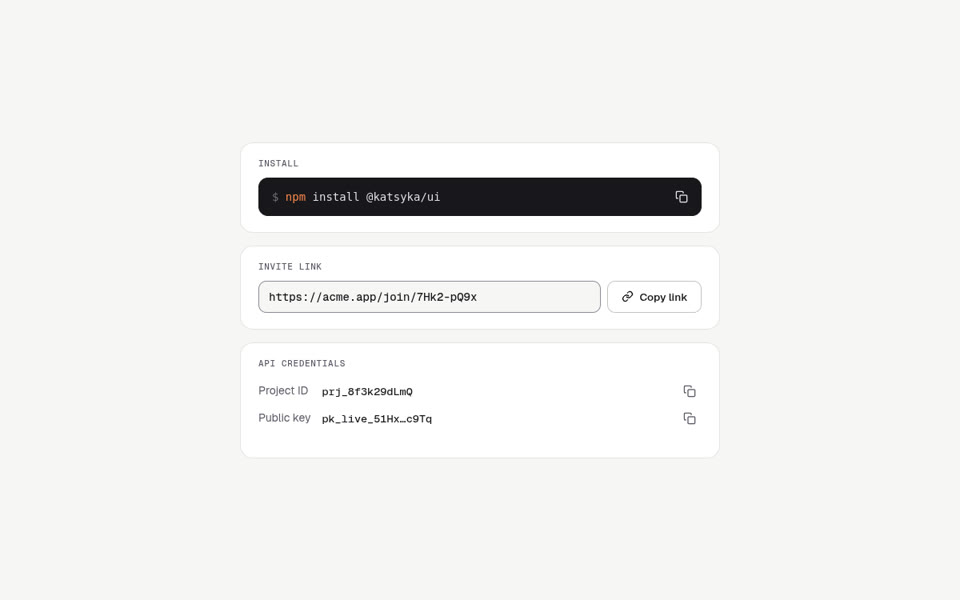 INSTALL
$ npm install @katsyka/ui
INVITE LINK
https://acme.app/join/7Hk2-pQ9x Copy link
API CREDENTIALS
Project ID prj_8f3k29dLmQ
Public key pk_live_51Hx…c9Tq